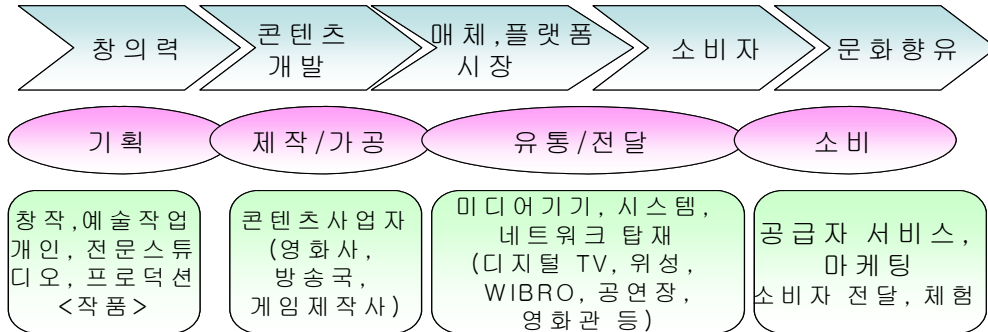 창의력
콘텐츠
개발
매체,플랫폼
시장
소비자
문화향유
기획
제작/가공
유통/전달
소비
창작,예술작업
개인, 전문스튜
디오, 프로덕션
<작품>
콘텐츠사업자
(영화사,
방송국,
게임제작사)
미디어기기, 시스템,
네트워크 탑재
(디지털 TV, 위성,
WIBRO, 공연장,
영화관 등)
공급자 서비스,
마케팅
소비자 전달, 체험